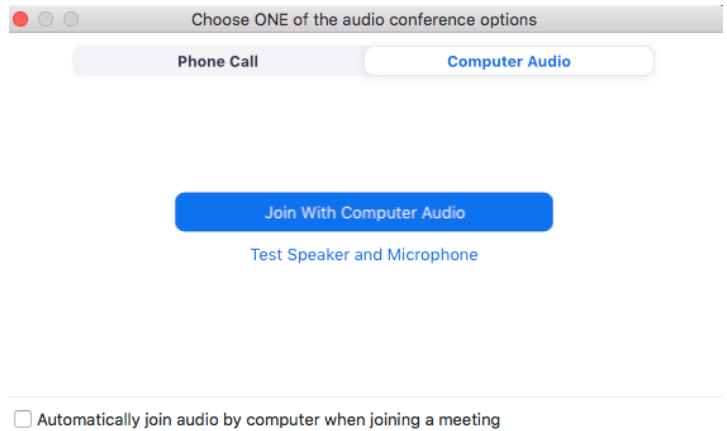 Choose ONE of the audio conference options
Phone Call
Computer Audio
Join With Computer Audio
Test Speaker and Microphone
Automatically join audio by computer when joining a meeting